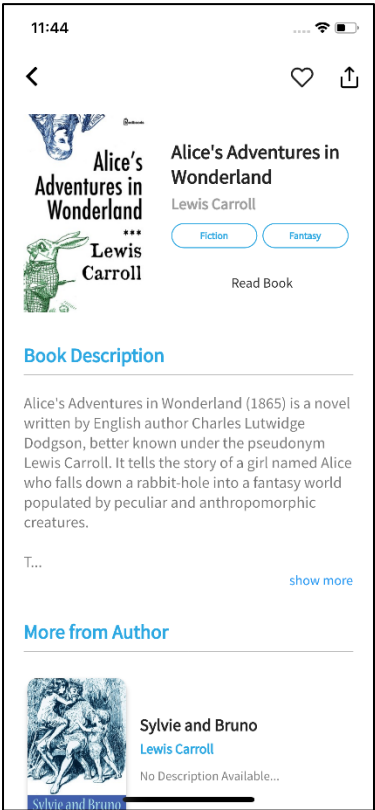 11:44
Alice's
Adventures in
Wonderland
***
Lewis
Carroll
Alice's Adventures in
Wonderland
Lewis Carroll
Fiction
Fantasy
Read Book
Book Description
Alice's Adventures in Wonderland (1865) is a novel
written by English author Charles Lutwidge
Dodgson, better known under the pseudonym
Lewis Carroll. It tells the story of a girl named Alice
who falls down a rabbit-hole into a fantasy world
populated by peculiar and anthropomorphic
creatures.
T...
show more
More from Author
Sylvie and Bruno
Sylvie and Bruno
Lewis Carroll
No Description Available...